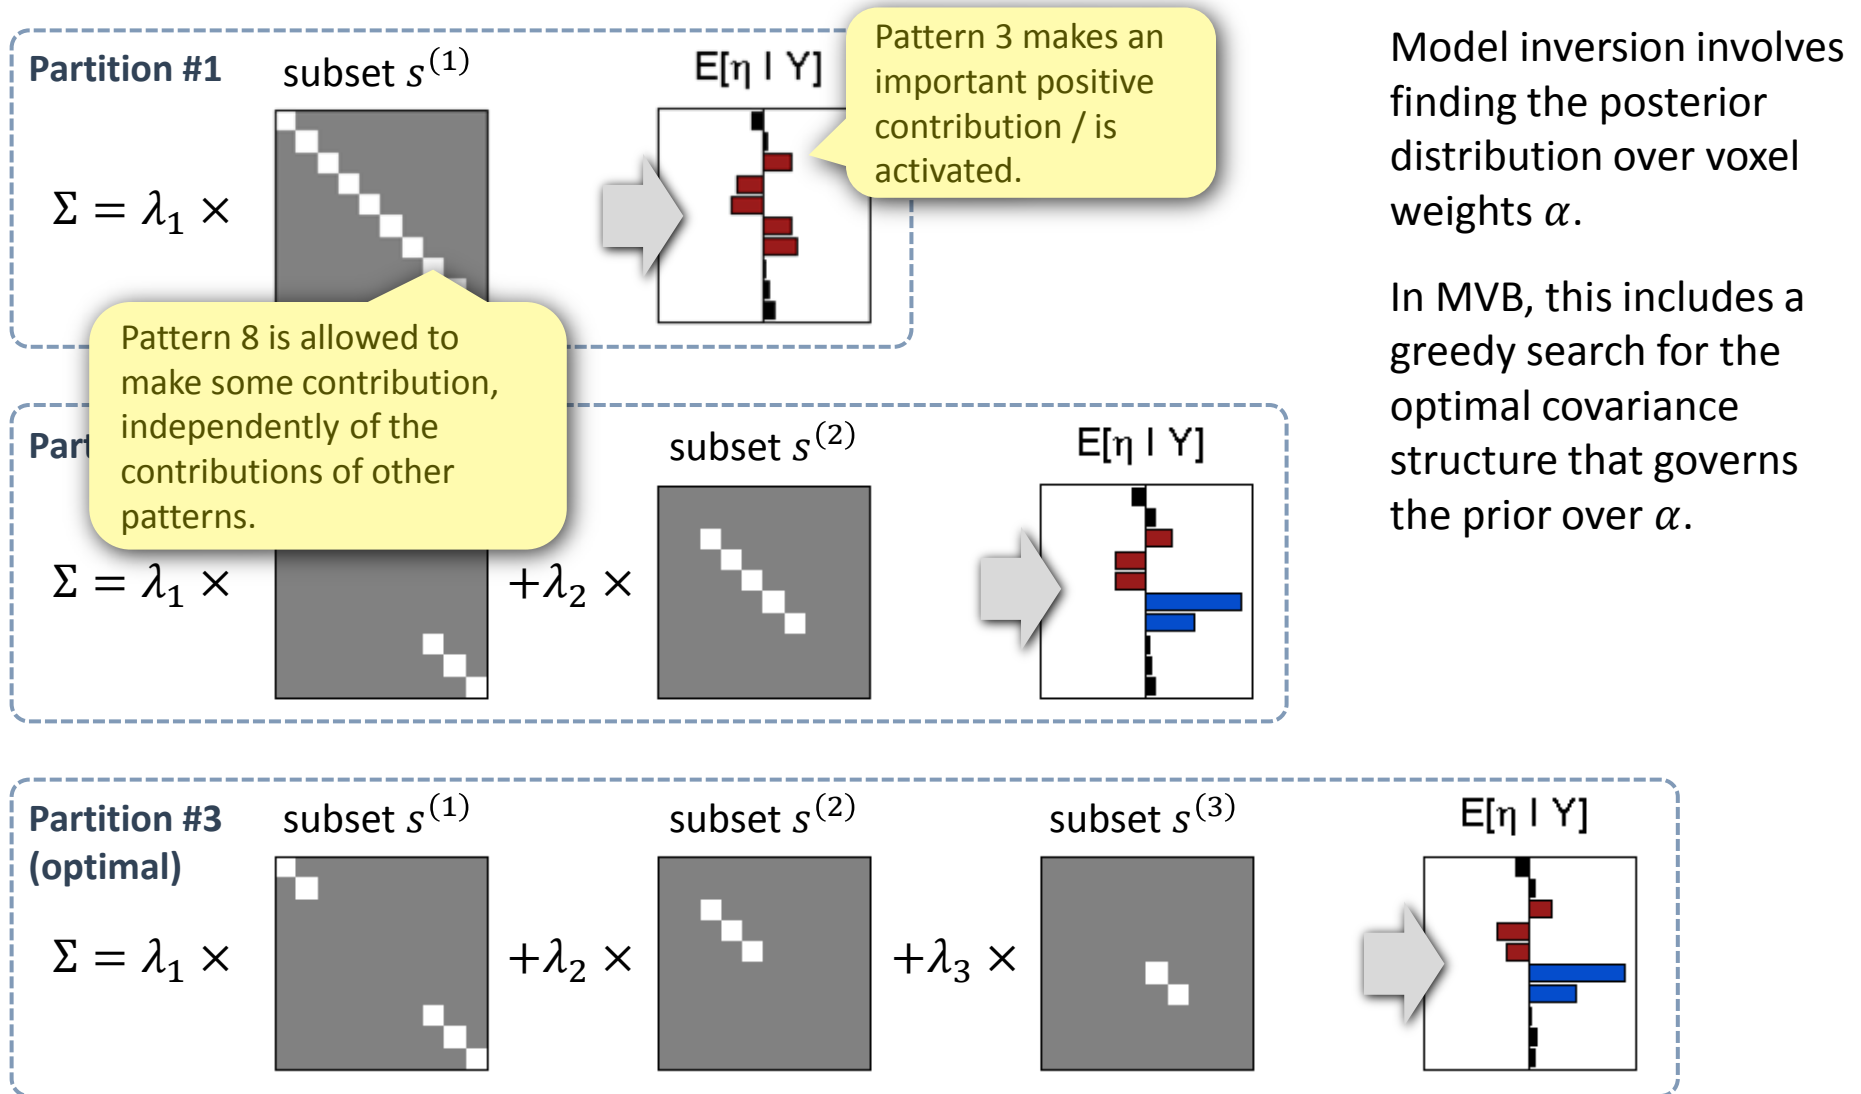 Partition #1
subset s⁽¹⁾
E[η | Y]
Σ = λ₁ ×
Pattern 3 makes an
important positive
contribution / is
activated.
Pattern 8 is allowed to
make some contribution,
independently of the
contributions of other
patterns.
Part
subset s⁽²⁾
E[η | Y]
Σ = λ₁ ×
+λ₂ ×
Partition #3
(optimal)
subset s⁽¹⁾
subset s⁽²⁾
subset s⁽³⁾
E[η | Y]
Σ = λ₁ ×
+λ₂ ×
+λ₃ ×
Model inversion involves
finding the posterior
distribution over voxel
weights α.
In MVB, this includes a
greedy search for the
optimal covariance
structure that governs
the prior over α.